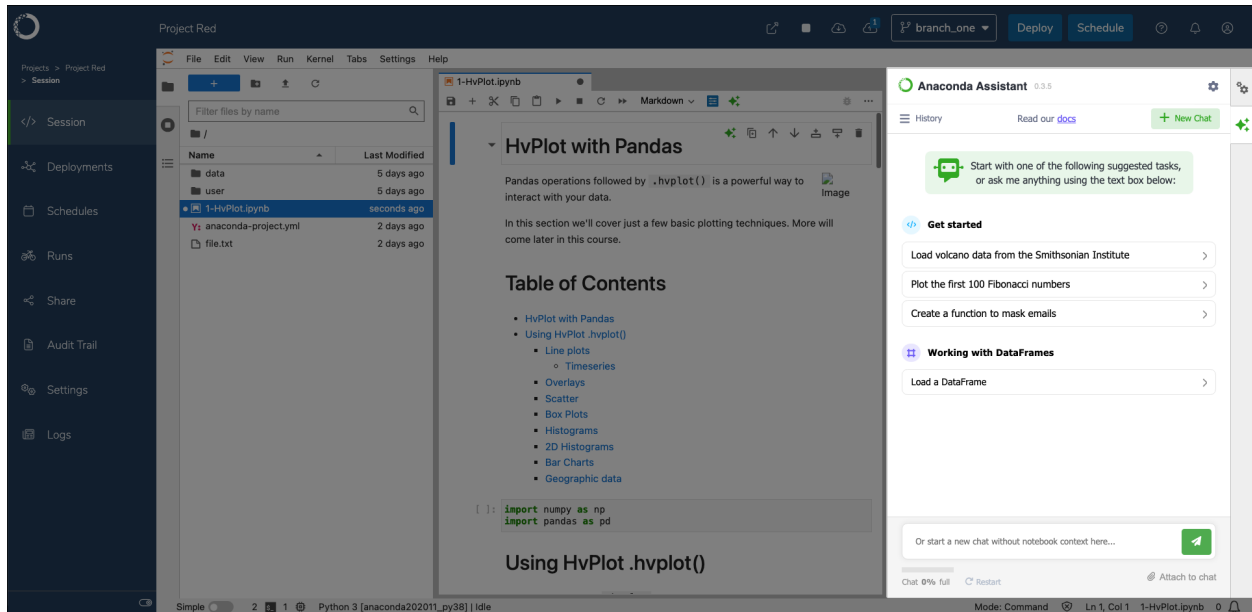 Project Red
1
branch_one
Deploy
Schedule
Projects > Project Red
> Session
Session
Deployments
Schedules
Runs
Share
Audit Trail
Settings
Logs
File Edit View Run Kernel Tabs Settings Help
Filter files by name
/
Name Last Modified
data 5 days ago
user 5 days ago
1-HvPlot.ipynb seconds ago
Y: anaconda-project.yml 2 days ago
file.txt 2 days ago
1-HvPlot.ipynb
Markdown
HvPlot with Pandas
Pandas operations followed by .hvplot() is a powerful way to
interact with your data.
Image
In this section we'll cover just a few basic plotting techniques. More will
come later in this course.
Table of Contents
HvPlot with Pandas
Using HvPlot .hvplot()
Line plots
Timeseries
Overlays
Scatter
Box Plots
Histograms
2D Histograms
Bar Charts
Geographic data
[ ]: import numpy as np
import pandas as pd
Using HvPlot .hvplot()
Anaconda Assistant 0.3.5
History Read our docs + New Chat
Start with one of the following suggested tasks,
or ask me anything using the text box below:
Get started
Load volcano data from the Smithsonian Institute
Plot the first 100 Fibonacci numbers
Create a function to mask emails
Working with DataFrames
Load a DataFrame
Or start a new chat without notebook context here...
Chat 0% full Restart Attach to chat
Simple 2 1 Python 3 [anaconda202011_py38] | Idle Mode: Command Ln 1, Col 1 1-HvPlot.ipynb 0